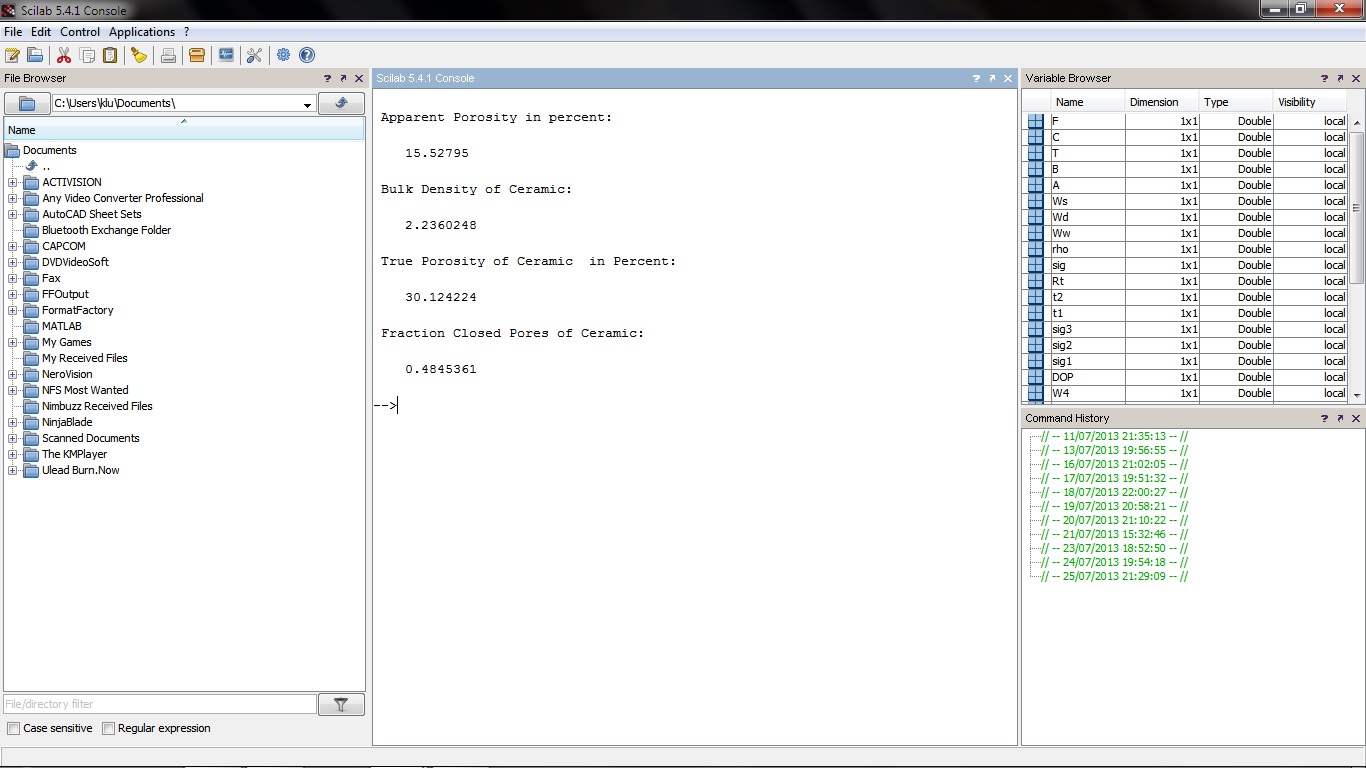 Scilab 5.4.1 Console
File Edit Control Applications ?
File Browser ? ↗ ✕
C:\Users\klu\Documents\
Name
Documents
..
ACTIVISION
Any Video Converter Professional
AutoCAD Sheet Sets
Bluetooth Exchange Folder
CAPCOM
DVDVideoSoft
Fax
FFOutput
FormatFactory
MATLAB
My Games
My Received Files
NeroVision
NFS Most Wanted
Nimbuzz Received Files
NinjaBlade
Scanned Documents
The KMPlayer
Ulead Burn.Now
File/directory filter
Case sensitive Regular expression
Scilab 5.4.1 Console ? ↗ ✕
Apparent Porosity in percent:
15.52795
Bulk Density of Ceramic:
2.2360248
True Porosity of Ceramic  in Percent:
30.124224
Fraction Closed Pores of Ceramic:
0.4845361
-->
Variable Browser ? ↗ ✕
Name Dimension Type Visibility
F 1x1 Double local
C 1x1 Double local
T 1x1 Double local
B 1x1 Double local
A 1x1 Double local
Ws 1x1 Double local
Wd 1x1 Double local
Ww 1x1 Double local
rho 1x1 Double local
sig 1x1 Double local
Rt 1x1 Double local
t2 1x1 Double local
t1 1x1 Double local
sig3 1x1 Double local
sig2 1x1 Double local
sig1 1x1 Double local
DOP 1x1 Double local
W4 1x1 Double local
Command History ? ↗ ✕
// -- 11/07/2013 21:35:13 -- //
// -- 13/07/2013 19:56:55 -- //
// -- 16/07/2013 21:02:05 -- //
// -- 17/07/2013 19:51:32 -- //
// -- 18/07/2013 22:00:27 -- //
// -- 19/07/2013 20:58:21 -- //
// -- 20/07/2013 21:10:22 -- //
// -- 21/07/2013 15:32:46 -- //
// -- 23/07/2013 18:52:50 -- //
// -- 24/07/2013 19:54:18 -- //
// -- 25/07/2013 21:29:09 -- //